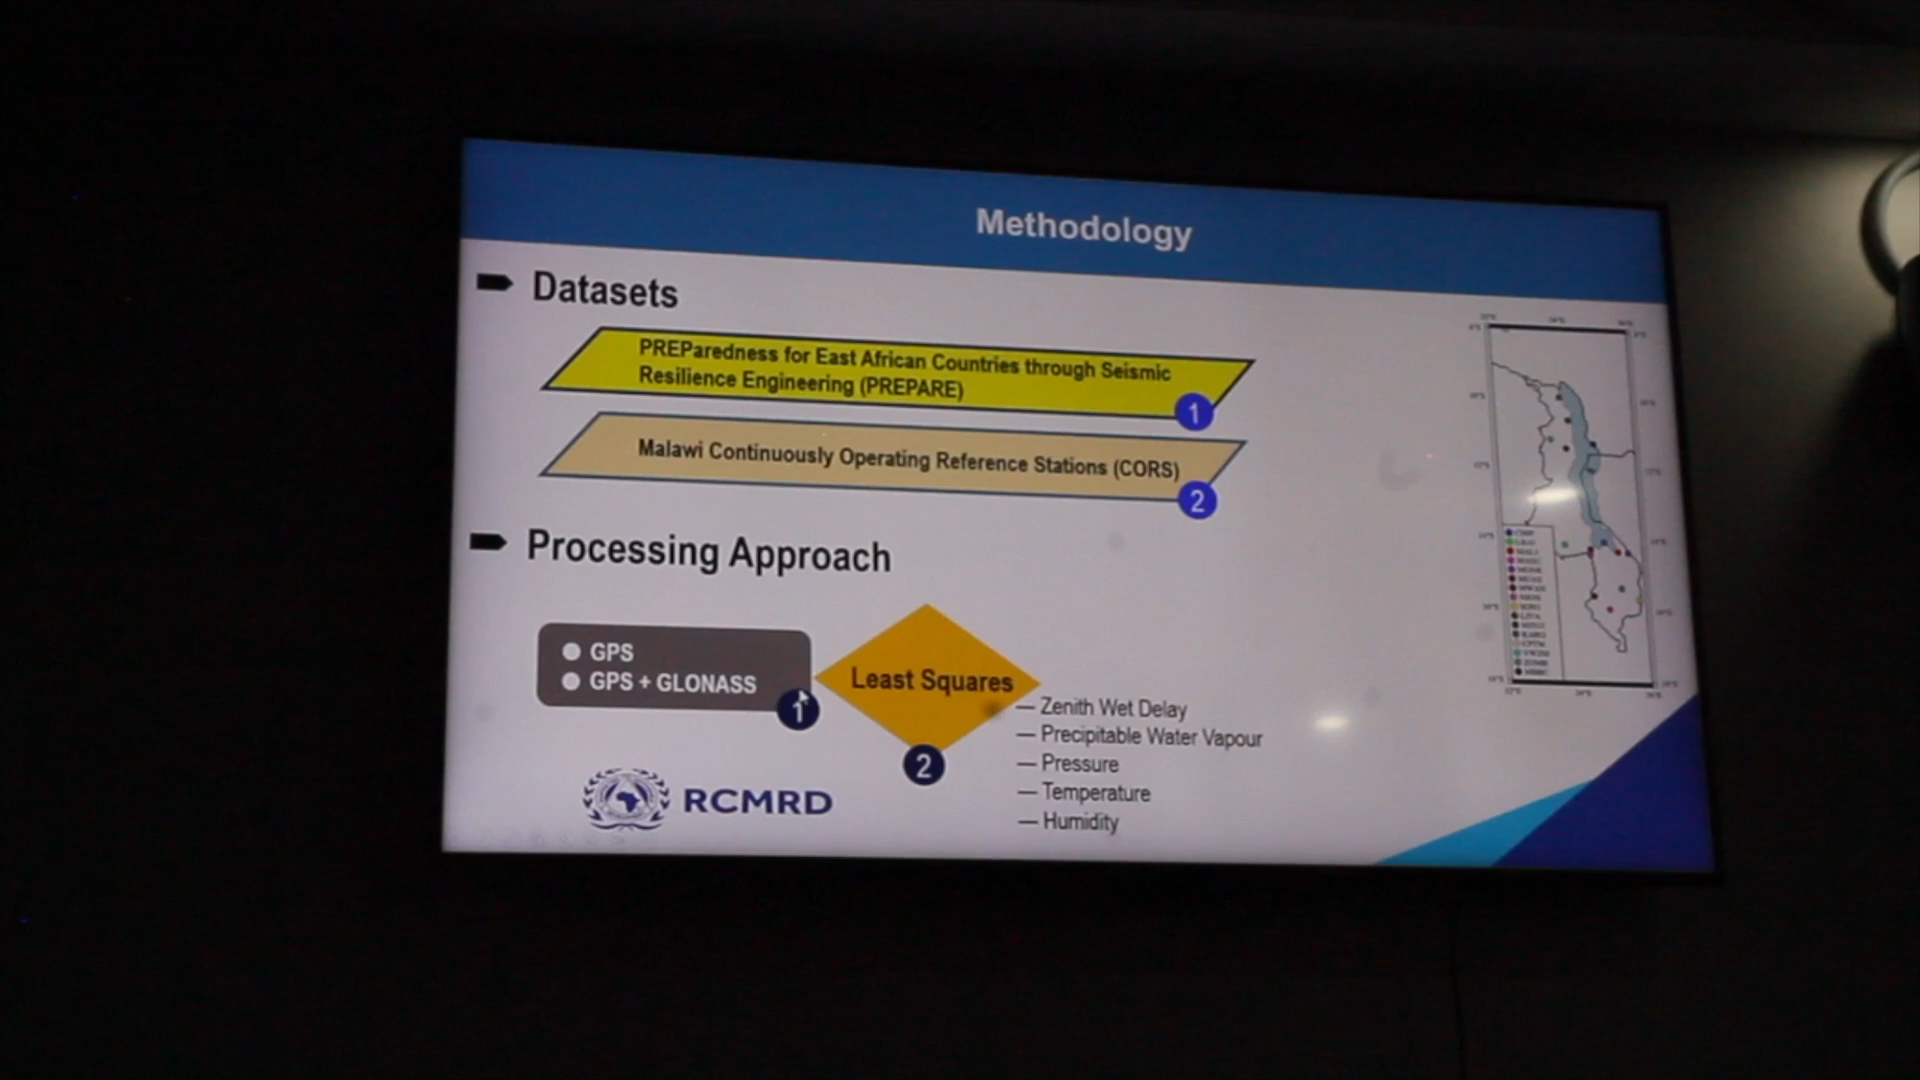 Methodology
Datasets
PREParedness for East African Countries through Seismic
Resilience Engineering (PREPARE)
1
Malawi Continuously Operating Reference Stations (CORS)
2
Processing Approach
GPS
GPS + GLONASS
1
Least Squares
2
— Zenith Wet Delay
— Precipitable Water Vapour
— Pressure
— Temperature
— Humidity
RCMRD